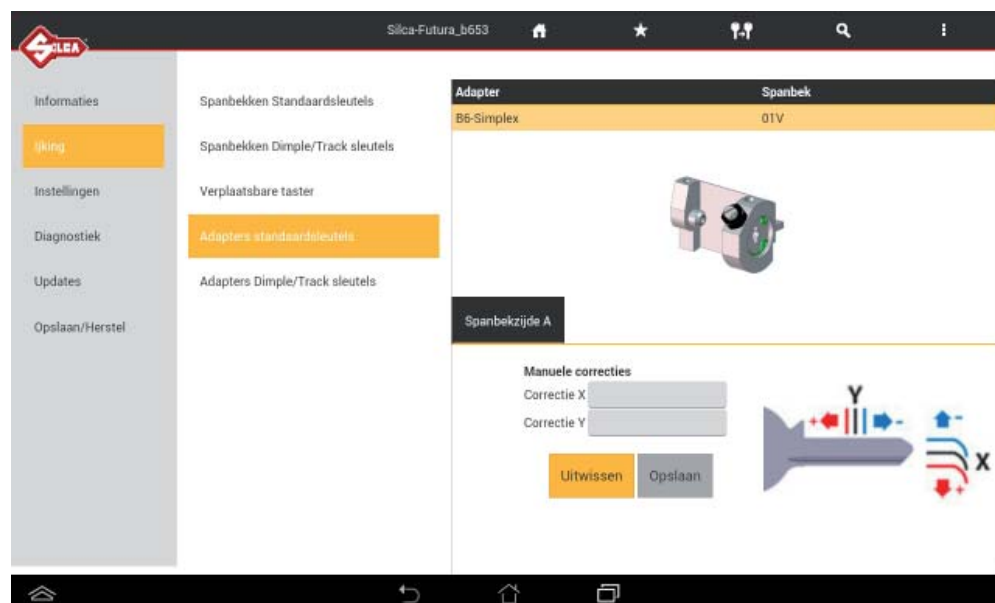 SILCA
Silca-Futura_b653
Informaties
Ijking
Instellingen
Diagnostiek
Updates
Opslaan/Herstel
Spanbekken Standaardsleutels
Spanbekken Dimple/Track sleutels
Verplaatsbare taster
Adapters standaardsleutels
Adapters Dimple/Track sleutels
Adapter Spanbek
B6-Simplex 01V
Spanbekzijde A
Manuele correcties
Correctie X
Correctie Y
Uitwissen Opslaan
Y
+ -
-
X
+